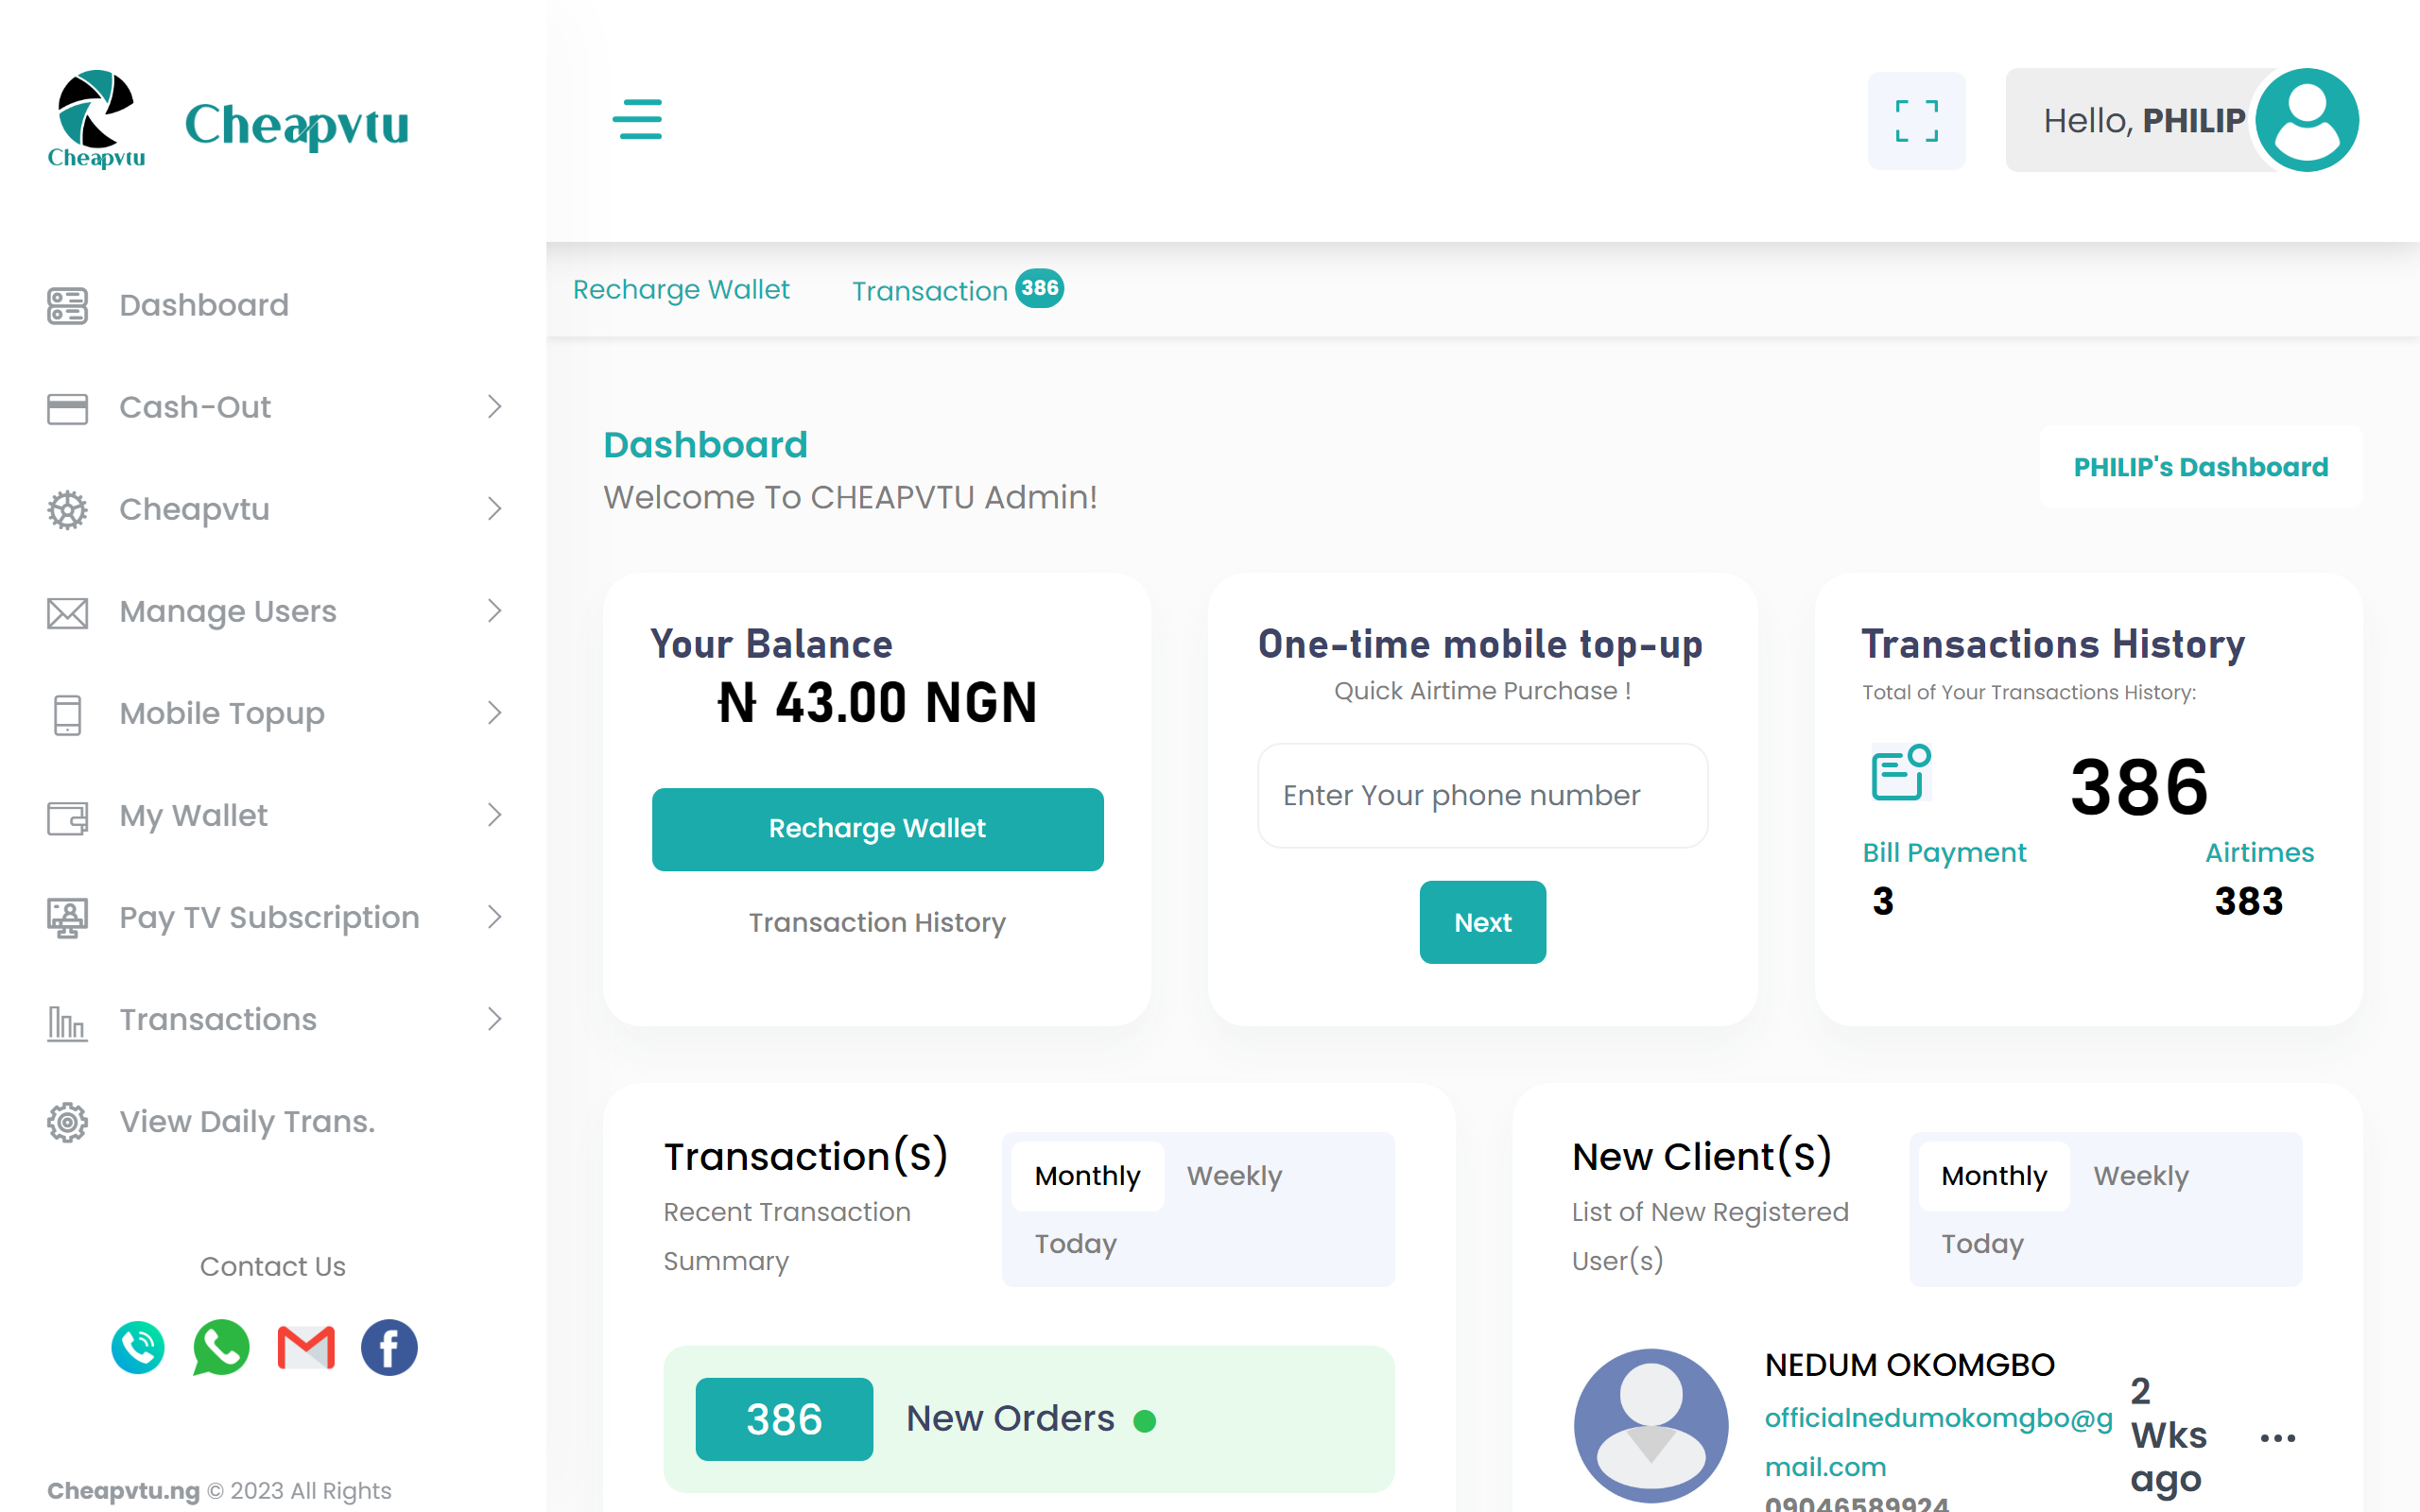 Cheapvtu
Cheapvtu
Hello, PHILIP
Recharge Wallet
Transaction 386
Dashboard
Cash-Out
Cheapvtu
Manage Users
Mobile Topup
My Wallet
Pay TV Subscription
Transactions
View Daily Trans.
Contact Us
Cheapvtu.ng © 2023 All Rights
Dashboard
Welcome To CHEAPVTU Admin!
PHILIP's Dashboard
Your Balance
₦ 43.00 NGN
Recharge Wallet
Transaction History
One-time mobile top-up
Quick Airtime Purchase !
Enter Your phone number
Next
Transactions History
Total of Your Transactions History:
386
Bill Payment
3
Airtimes
383
Transaction(S)
Recent Transaction
Summary
Monthly Weekly
Today
386 New Orders
New Client(S)
List of New Registered
User(s)
Monthly Weekly
Today
NEDUM OKOMGBO
officialnedumokomgbo@g
mail.com
09046589924
2
Wks
ago